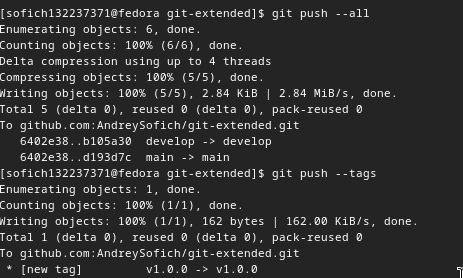 [sofich132237371@fedora git-extended]$ git push --all
Enumerating objects: 6, done.
Counting objects: 100% (6/6), done.
Delta compression using up to 4 threads
Compressing objects: 100% (5/5), done.
Writing objects: 100% (5/5), 2.84 KiB | 2.84 MiB/s, done.
Total 5 (delta 0), reused 0 (delta 0), pack-reused 0
To github.com:AndreySofich/git-extended.git
   6402e38..b105a30  develop -> develop
   6402e38..d193d7c  main -> main
[sofich132237371@fedora git-extended]$ git push --tags
Enumerating objects: 1, done.
Counting objects: 100% (1/1), done.
Writing objects: 100% (1/1), 162 bytes | 162.00 KiB/s, done.
Total 1 (delta 0), reused 0 (delta 0), pack-reused 0
To github.com:AndreySofich/git-extended.git
 * [new tag]         v1.0.0 -> v1.0.0